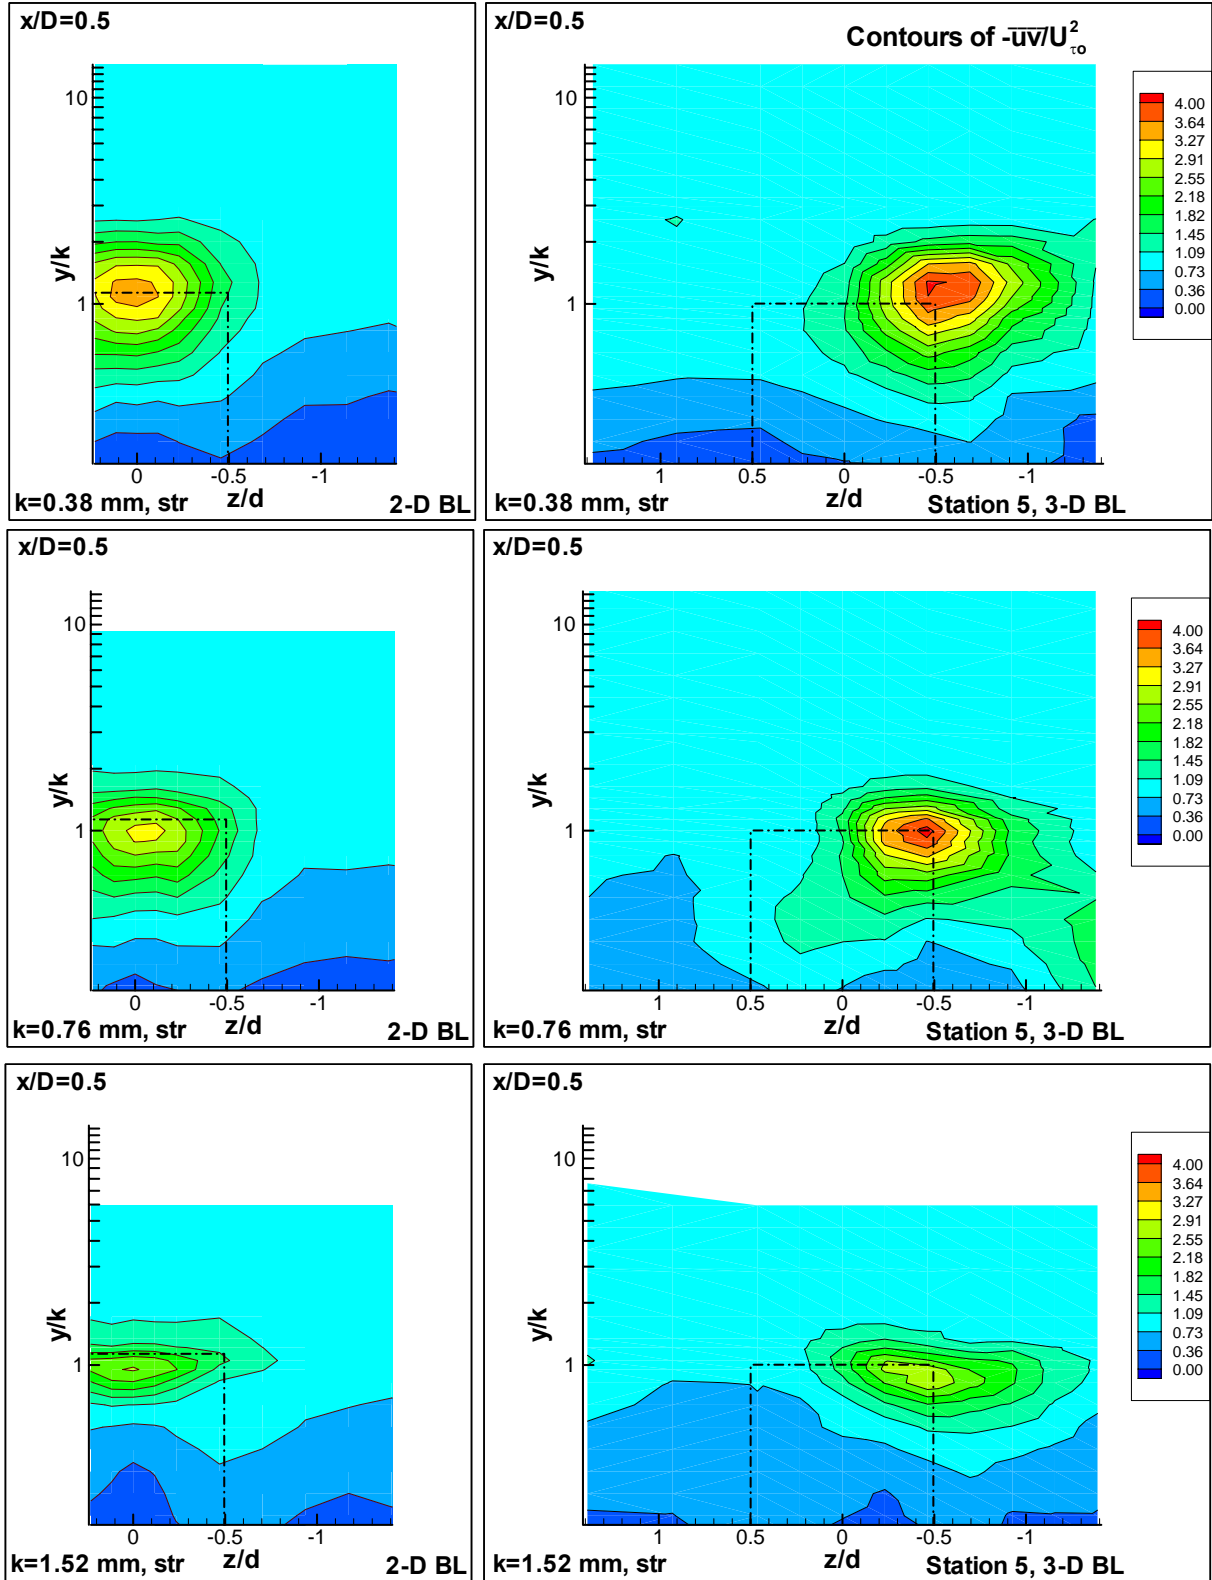 x/D=0.5
10
1
y/k
0 -0.5 -1
z/d
k=0.38 mm, str
2-D BL
x/D=0.5
Contours of -uv/U²τo
10
1
y/k
1 0.5 0 -0.5 -1
z/d
k=0.38 mm, str
Station 5, 3-D BL
4.00
3.64
3.27
2.91
2.55
2.18
1.82
1.45
1.09
0.73
0.36
0.00
x/D=0.5
10
1
y/k
0 -0.5 -1
z/d
k=0.76 mm, str
2-D BL
x/D=0.5
10
1
y/k
1 0.5 0 -0.5 -1
z/d
k=0.76 mm, str
Station 5, 3-D BL
4.00
3.64
3.27
2.91
2.55
2.18
1.82
1.45
1.09
0.73
0.36
0.00
x/D=0.5
10
1
y/k
0 -0.5 -1
z/d
k=1.52 mm, str
2-D BL
x/D=0.5
10
1
y/k
1 0.5 0 -0.5 -1
z/d
k=1.52 mm, str
Station 5, 3-D BL
4.00
3.64
3.27
2.91
2.55
2.18
1.82
1.45
1.09
0.73
0.36
0.00